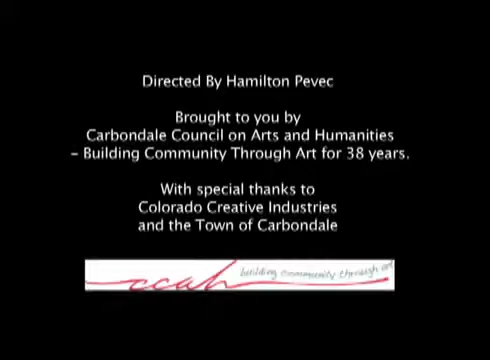 Directed By Hamilton Pevec
Brought to you by
Carbondale Council on Arts and Humanities
– Building Community Through Art for 38 years.
With special thanks to
Colorado Creative Industries
and the Town of Carbondale
ccah building community through art